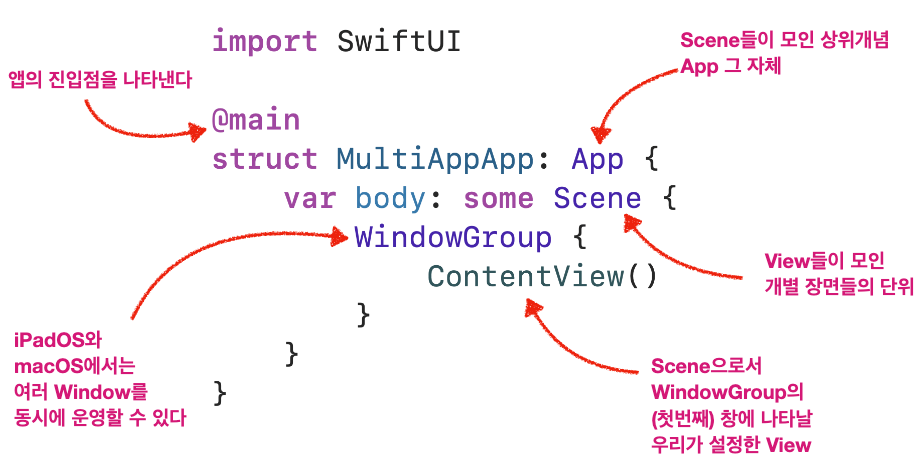 import SwiftUI
Scene들이 모인 상위개념
App 그 자체
앱의 진입점을 나타낸다
@main
struct MultiAppApp: App {
var body: some Scene {
WindowGroup {
ContentView()
}
}
}
View들이 모인
개별 장면들의 단위
iPadOS와
macOS에서는
여러 Window를
동시에 운영할 수 있다
Scene으로서
WindowGroup의
(첫번째) 창에 나타날
우리가 설정한 View